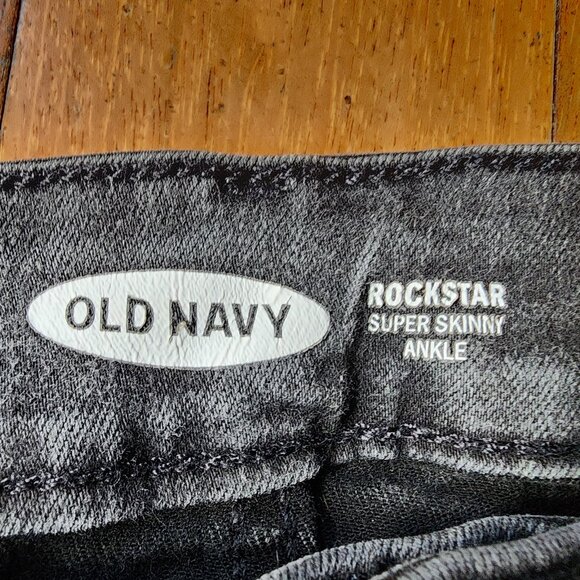 OLD NAVY
ROCKSTAR
SUPER SKINNY
ANKLE